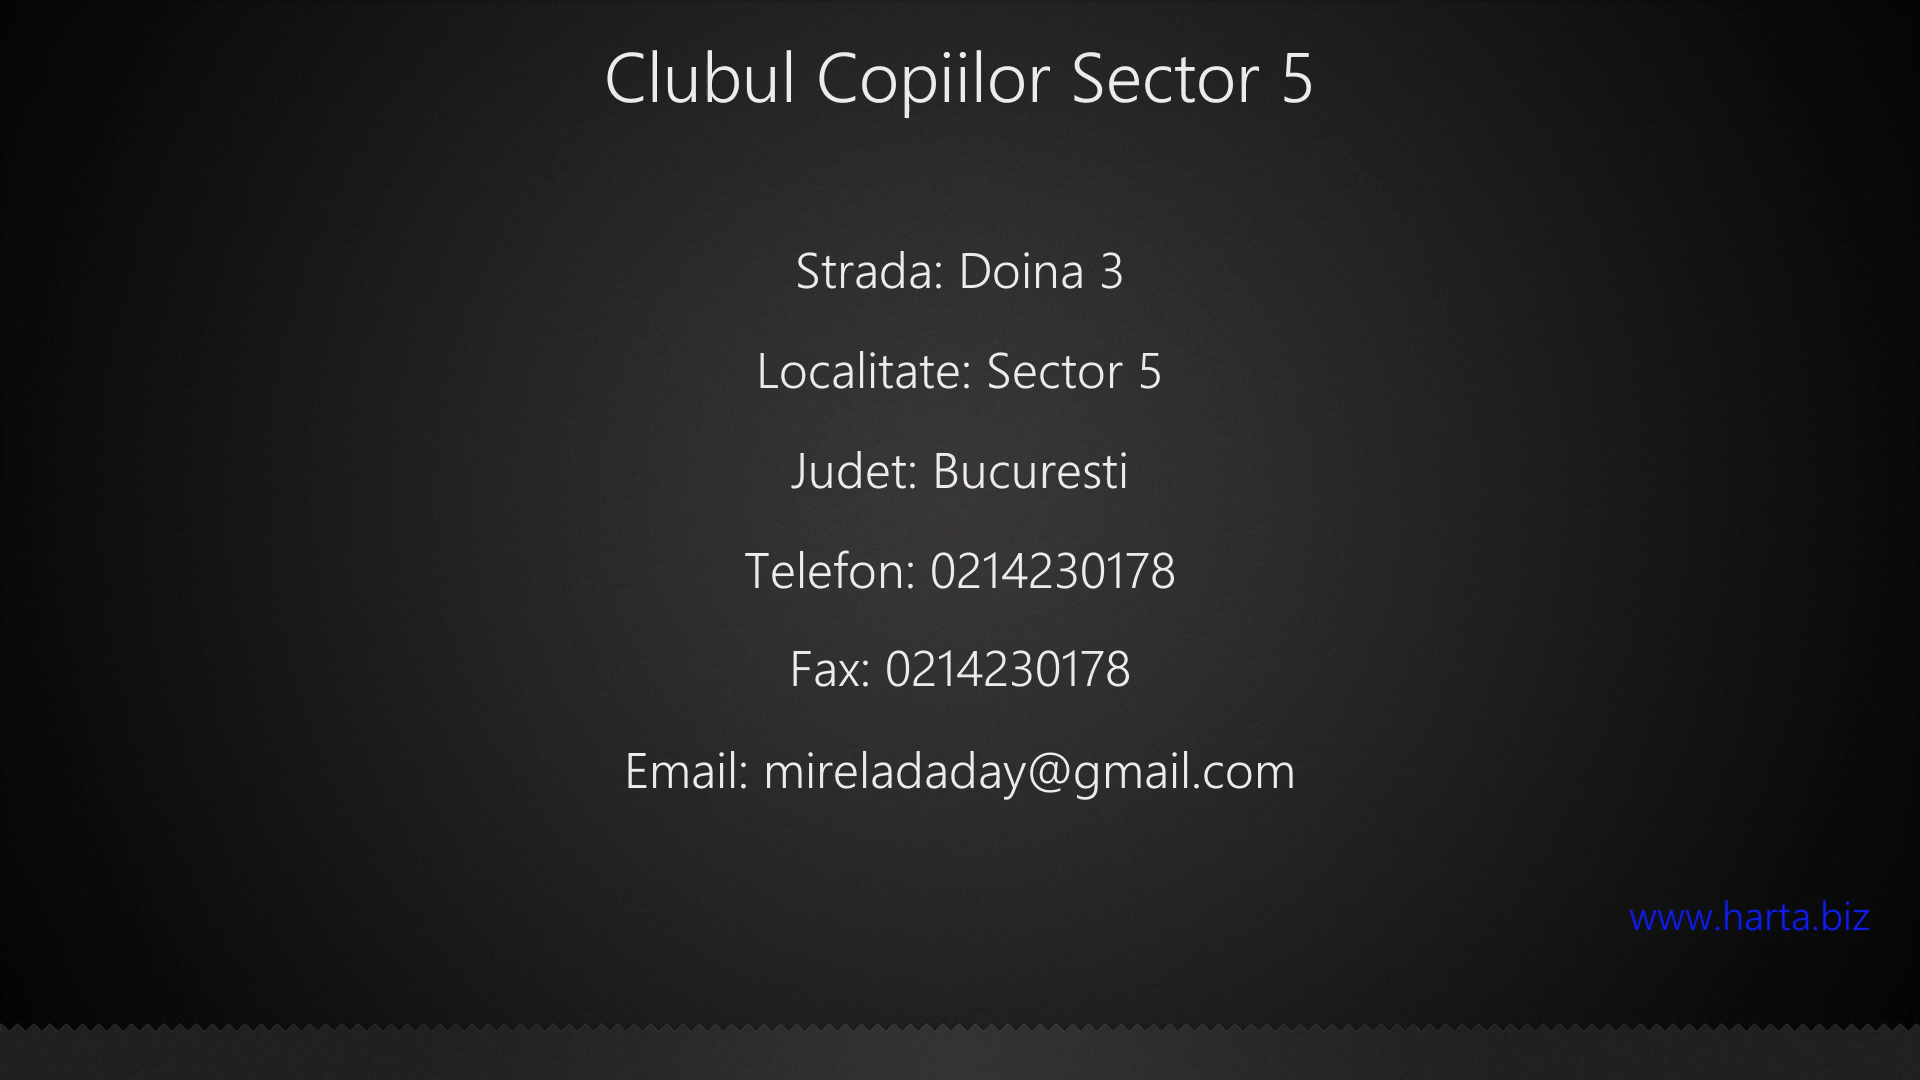 Clubul Copiilor Sector 5
Strada: Doina 3
Localitate: Sector 5
Judet: Bucuresti
Telefon: 0214230178
Fax: 0214230178
Email: mireladaday@gmail.com
www.harta.biz